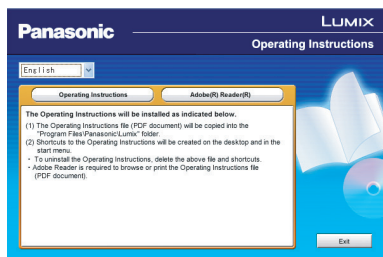 LUMIX
Panasonic
Operating Instructions
English
Operating Instructions
Adobe(R) Reader(R)
The Operating Instructions will be installed as indicated below.
(1) The Operating Instructions file (PDF document) will be copied into the
"Program Files\Panasonic\Lumix" folder.
(2) Shortcuts to the Operating Instructions will be created on the desktop and in the
start menu.
・ To uninstall the Operating Instructions, delete the above file and shortcuts.
・ Adobe Reader is required to browse or print the Operating Instructions file
(PDF document).
Exit